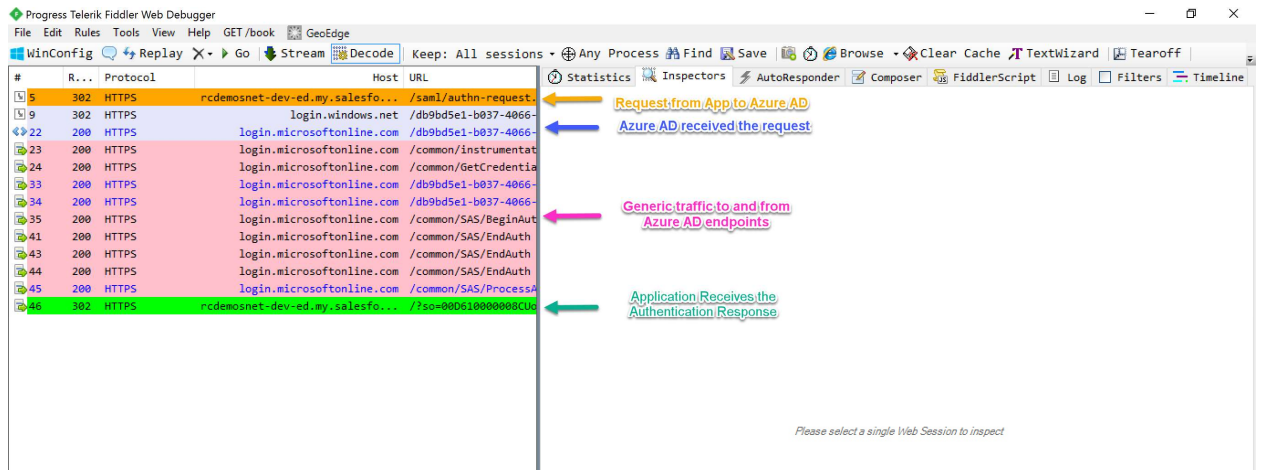 Progress Telerik Fiddler Web Debugger
File Edit Rules Tools View Help GET/book GeoEdge
WinConfig Replay Go Stream Decode Keep: All sessions Any Process Find Save Browse Clear Cache TextWizard Tearoff
# R... Protocol Host URL
Statistics Inspectors AutoResponder Composer FiddlerScript Log Filters Timeline
5 302 HTTPS rcdemosnet-dev-ed.my.salesfo... /saml/authn-request.
Request from App to Azure AD
9 302 HTTPS login.windows.net /db9bd5e1-b037-4066-
22 200 HTTPS login.microsoftonline.com /db9bd5e1-b037-4066-
Azure AD received the request
23 200 HTTPS login.microsoftonline.com /common/instrumentat
24 200 HTTPS login.microsoftonline.com /common/GetCredentia
33 200 HTTPS login.microsoftonline.com /db9bd5e1-b037-4066-
34 200 HTTPS login.microsoftonline.com /db9bd5e1-b037-4066-
35 200 HTTPS login.microsoftonline.com /common/SAS/BeginAut
Generic traffic to and from
Azure AD endpoints
41 200 HTTPS login.microsoftonline.com /common/SAS/EndAuth
43 200 HTTPS login.microsoftonline.com /common/SAS/EndAuth
44 200 HTTPS login.microsoftonline.com /common/SAS/EndAuth
45 200 HTTPS login.microsoftonline.com /common/SAS/ProcessA
46 302 HTTPS rcdemosnet-dev-ed.my.salesfo... /?so=00D610000008CUo
Application Receives the
Authentication Response
Please select a single Web Session to inspect